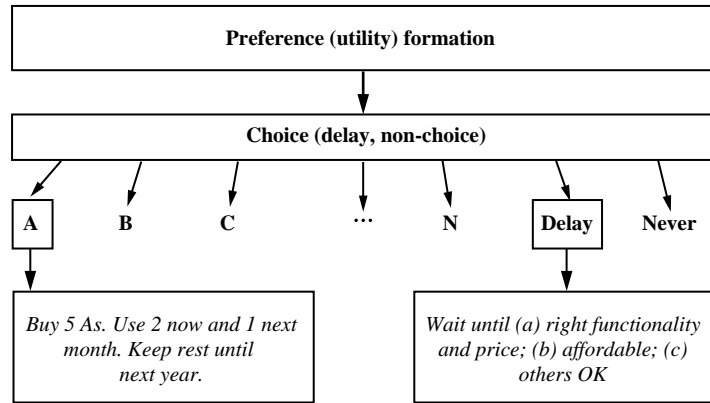 Preference (utility) formation
Choice (delay, non-choice)
A B C ... N Delay Never
Buy 5 As. Use 2 now and 1 next
month. Keep rest until
next year.
Wait until (a) right functionality
and price; (b) affordable; (c)
others OK